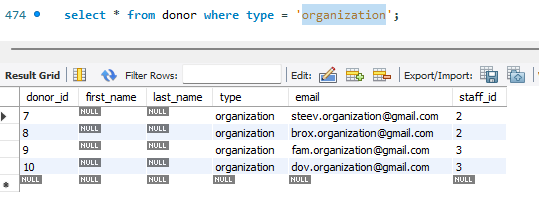 474 select * from donor where type = 'organization';
Result Grid Filter Rows: Edit: Export/Import:
donor_id first_name last_name type email staff_id
7 NULL NULL organization steev.organization@gmail.com 2
8 NULL NULL organization brox.organization@gmail.com 2
9 NULL NULL organization fam.organization@gmail.com 3
10 NULL NULL organization dov.organization@gmail.com 3
NULL NULL NULL NULL NULL NULL